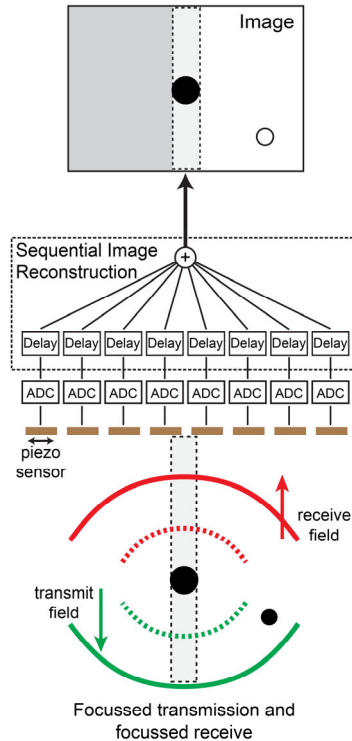 Image
Sequential Image
Reconstruction
+
Delay Delay Delay Delay Delay Delay Delay Delay
ADC ADC ADC ADC ADC ADC ADC ADC
piezo
sensor
receive
field
transmit
field
Focussed transmission and
focussed receive